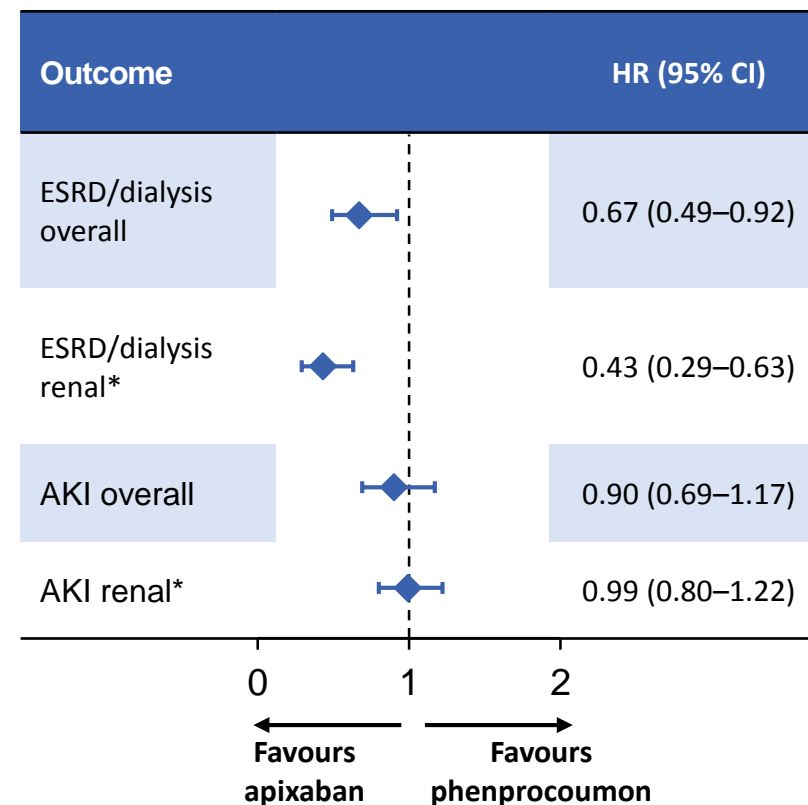 Outcome HR (95% CI)
ESRD/dialysis
overall
0.67 (0.49–0.92)
ESRD/dialysis
renal*
0.43 (0.29–0.63)
AKI overall 0.90 (0.69–1.17)
AKI renal* 0.99 (0.80–1.22)
0 1 2
Favours
apixaban
Favours
phenprocoumon